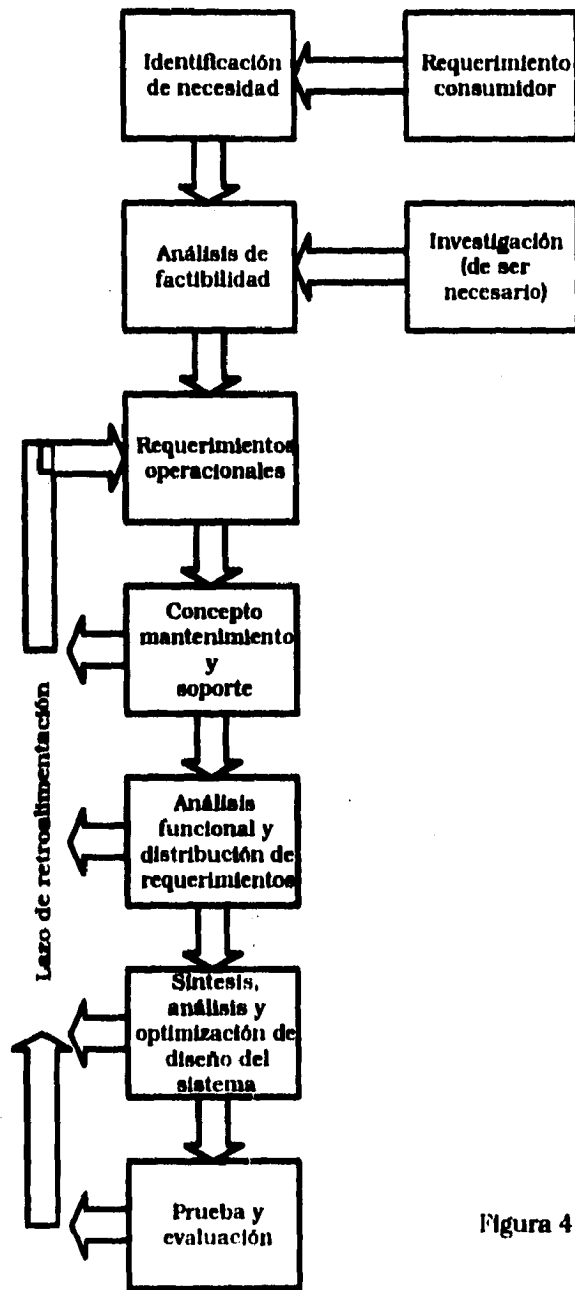 Identificación
de necesidad
Requerimiento
consumidor
Análisis de
factibilidad
Investigación
(de ser
necesario)
Requerimientos
operacionales
Concepto
mantenimiento
y
soporte
Análisis
funcional y
distribución de
requerimientos
Síntesis,
análisis y
optimización de
diseño del
sistema
Prueba y
evaluación
Lazo de retroalimentación
Figura 4